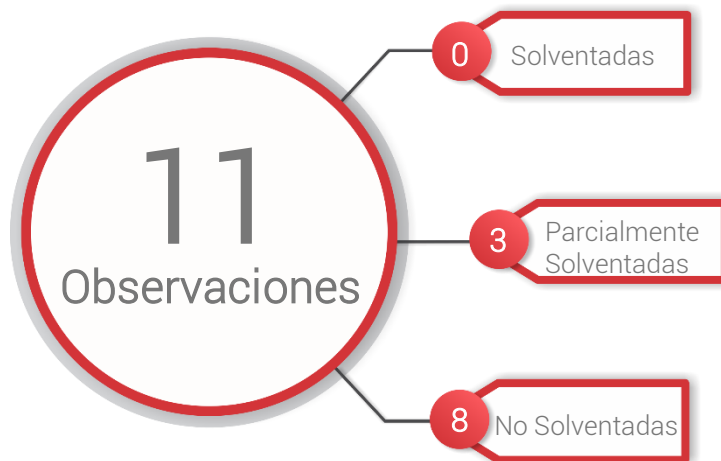 11
Observaciones
0
Solventadas
3
Parcialmente
Solventadas
8
No Solventadas